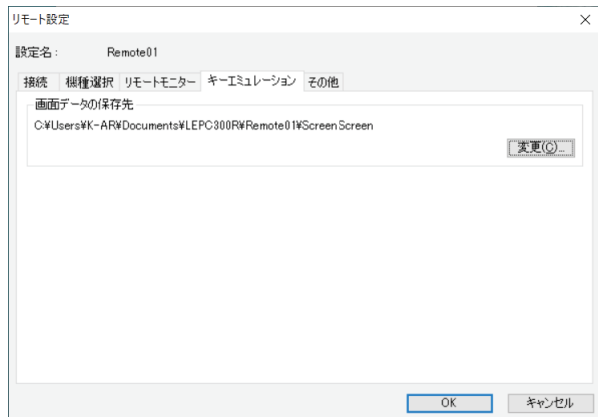 リモート設定
設定名： Remote01
接続 機種選択 リモートモニター キーエミュレーション その他
画面データの保存先
C:¥Users¥K-AR¥Documents¥LEPC300R¥Remote01¥ScreenScreen
変更(C)...
OK キャンセル